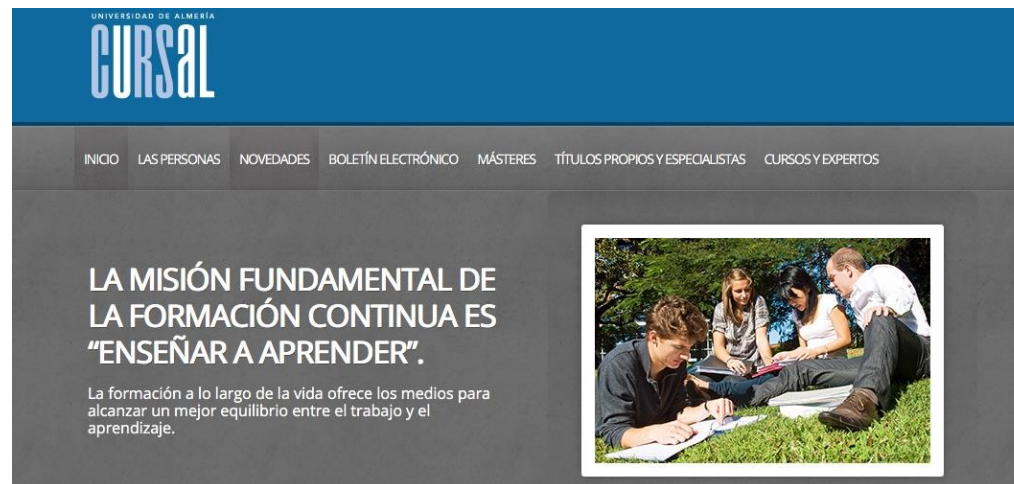 UNIVERSIDAD DE ALMERÍA
CURSAL
INICIO LAS PERSONAS NOVEDADES BOLETÍN ELECTRÓNICO MÁSTERES TÍTULOS PROPIOS Y ESPECIALISTAS CURSOS Y EXPERTOS
LA MISIÓN FUNDAMENTAL DE
LA FORMACIÓN CONTINUA ES
“ENSEÑAR A APRENDER”.
La formación a lo largo de la vida ofrece los medios para
alcanzar un mejor equilibrio entre el trabajo y el
aprendizaje.